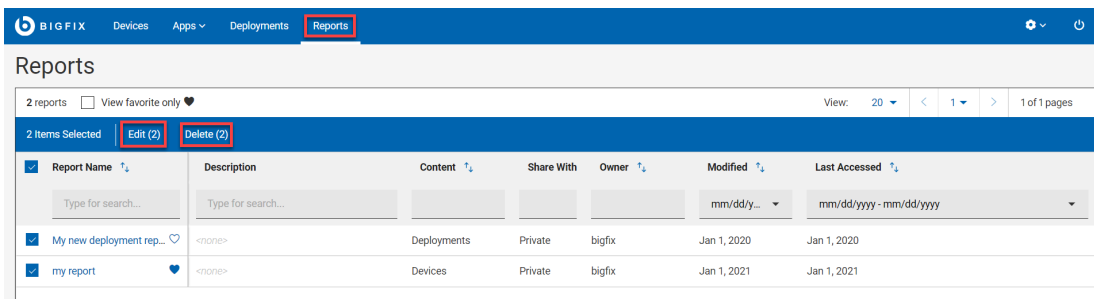 BIGFIX Devices Apps Deployments Reports
Reports
2 reports View favorite only View: 20 1 1 of 1 pages
2 Items Selected Edit (2) Delete (2)
Report Name Description Content Share With Owner Modified Last Accessed
Type for search... Type for search... mm/dd/y... mm/dd/yyyy - mm/dd/yyyy
My new deployment rep... <none> Deployments Private bigfix Jan 1, 2020 Jan 1, 2020
my report <none> Devices Private bigfix Jan 1, 2021 Jan 1, 2021